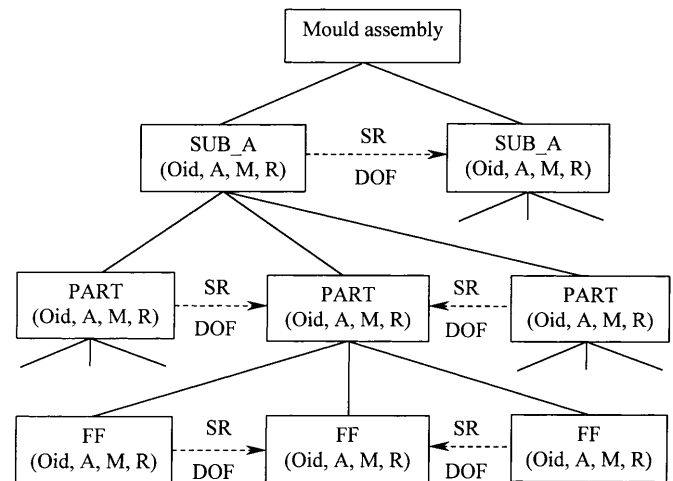 Mould assembly
SUB_A
(Oid, A, M, R)
SR
DOF
SUB_A
(Oid, A, M, R)
PART
(Oid, A, M, R)
SR
DOF
PART
(Oid, A, M, R)
SR
DOF
PART
(Oid, A, M, R)
FF
(Oid, A, M, R)
SR
DOF
FF
(Oid, A, M, R)
SR
DOF
FF
(Oid, A, M, R)